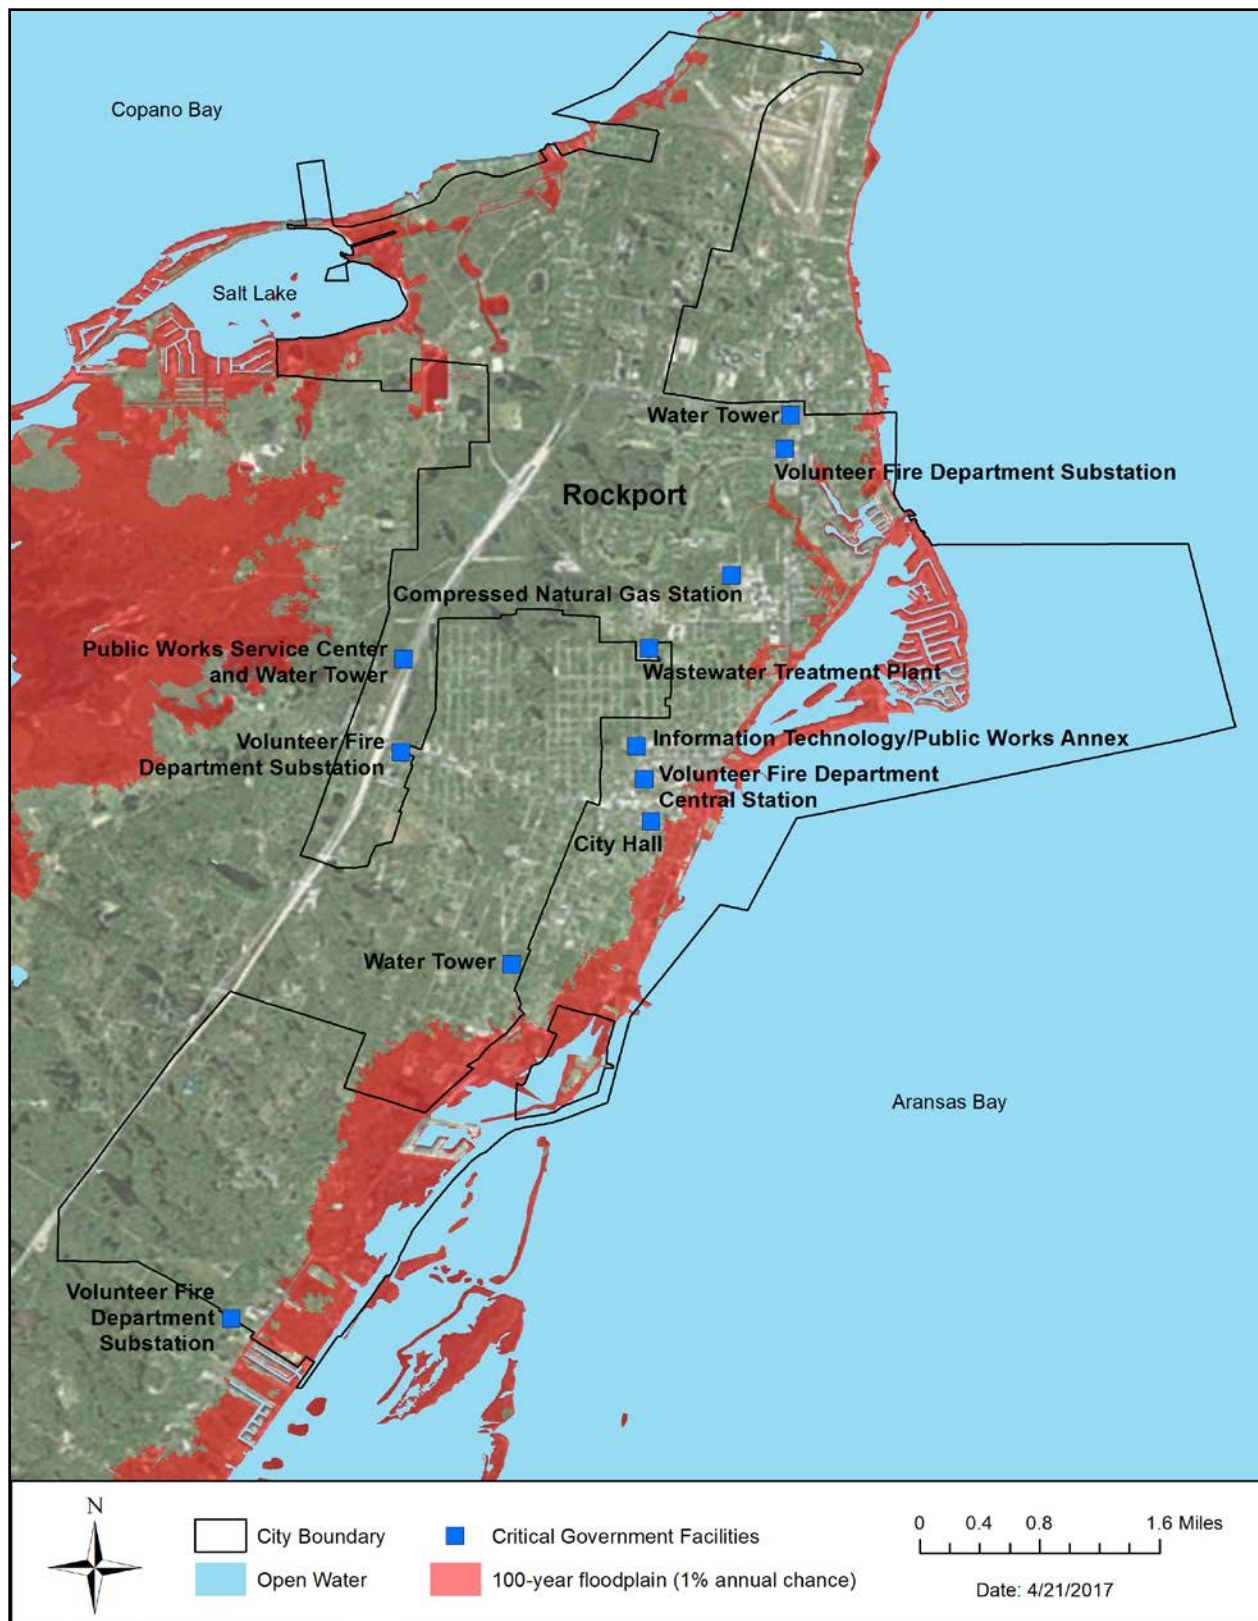 Copano Bay
Salt Lake
Water Tower
Volunteer Fire Department Substation
Rockport
Compressed Natural Gas Station
Public Works Service Center
and Water Tower
Wastewater Treatment Plant
Volunteer Fire
Department Substation
Information Technology/Public Works Annex
Volunteer Fire Department
Central Station
City Hall
Water Tower
Aransas Bay
Volunteer Fire
Department
Substation
N
City Boundary
Critical Government Facilities
Open Water
100-year floodplain (1% annual chance)
0 0.4 0.8 1.6 Miles
Date: 4/21/2017